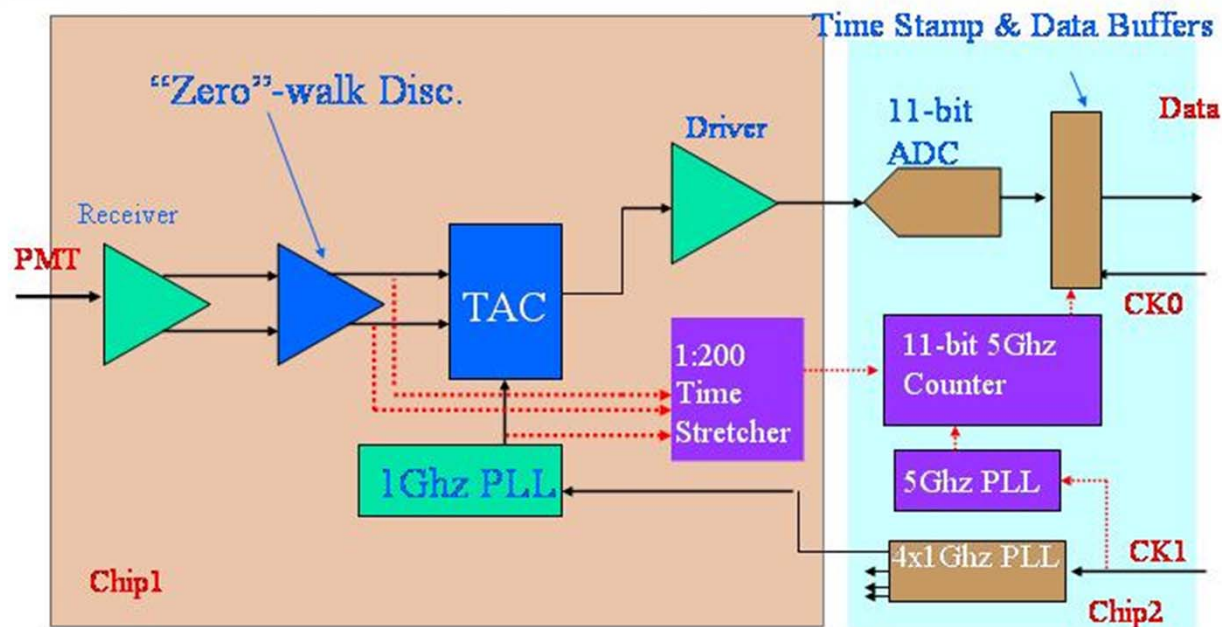 Time Stamp & Data Buffers
"Zero"-walk Disc.
Driver
11-bit
ADC
Data
Receiver
PMT
TAC
CK0
1:200
Time
Stretcher
11-bit 5Ghz
Counter
1Ghz PLL
5Ghz PLL
4x1Ghz PLL
CK1
Chip1
Chip2